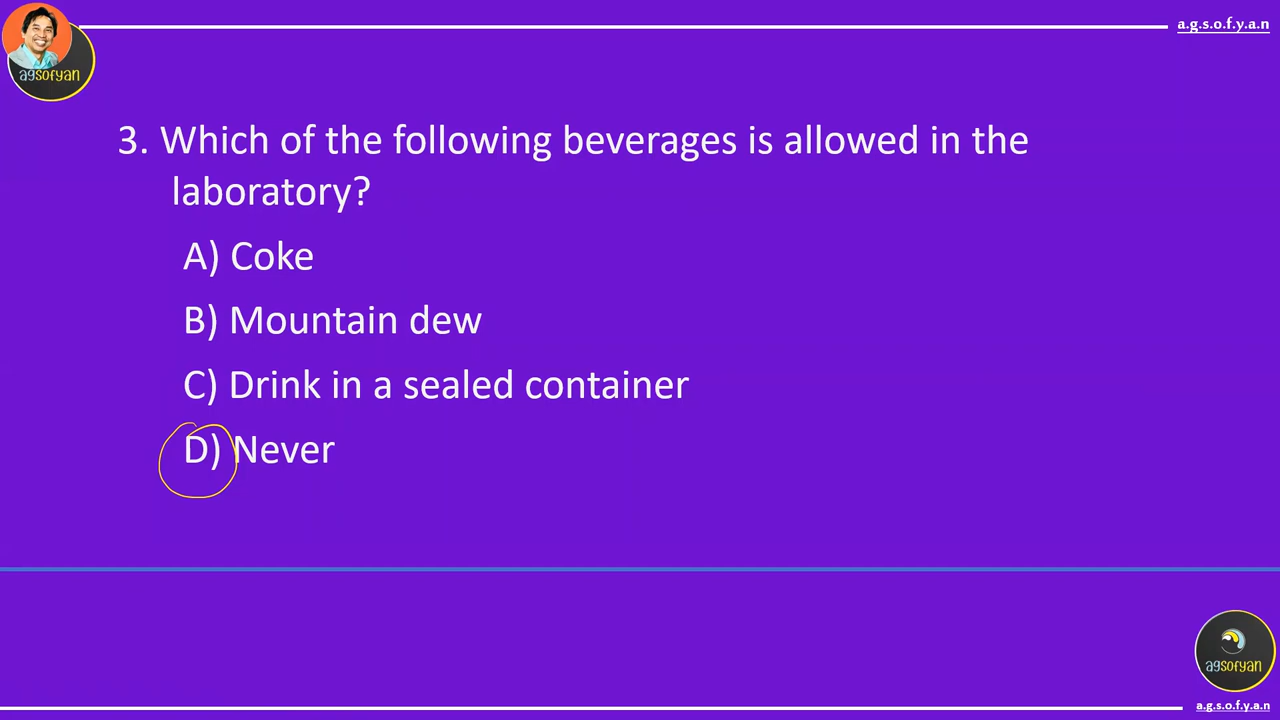 agsofyan
a.g.s.o.f.y.a.n
3. Which of the following beverages is allowed in the
laboratory?
A) Coke
B) Mountain dew
C) Drink in a sealed container
D) Never
agsofyan
a.g.s.o.f.y.a.n